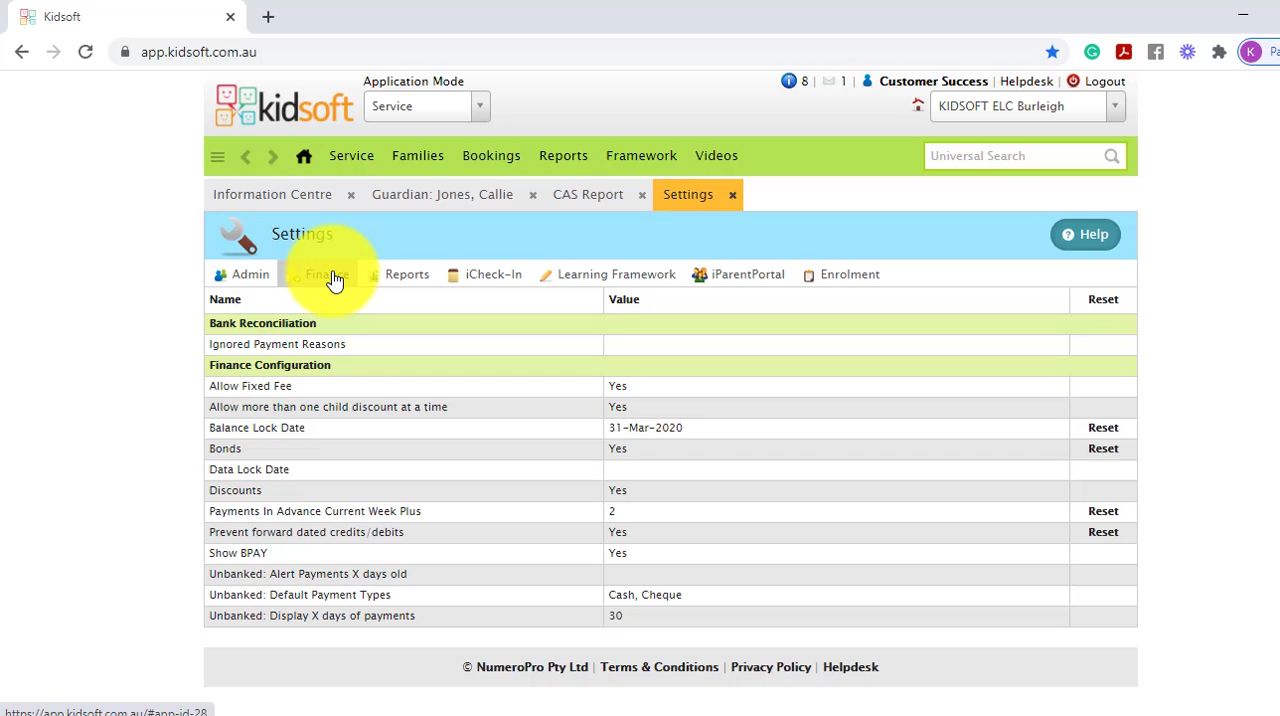 Kidsoft
app.kidsoft.com.au
K Pa
Application Mode
8 | 1 | Customer Success | Helpdesk | Logout
kidsoft
Service
KIDSOFT ELC Burleigh
Service Families Bookings Reports Framework Videos
Universal Search
Information Centre Guardian: Jones, Callie CAS Report Settings
Settings
Help
Admin Finance Reports iCheck-In Learning Framework iParentPortal Enrolment
Name Value Reset
Bank Reconciliation
Ignored Payment Reasons
Finance Configuration
Allow Fixed Fee Yes
Allow more than one child discount at a time Yes
Balance Lock Date 31-Mar-2020 Reset
Bonds Yes Reset
Data Lock Date
Discounts Yes
Payments In Advance Current Week Plus 2 Reset
Prevent forward dated credits/debits Yes Reset
Show BPAY Yes
Unbanked: Alert Payments X days old
Unbanked: Default Payment Types Cash, Cheque
Unbanked: Display X days of payments 30
© NumeroPro Pty Ltd | Terms & Conditions | Privacy Policy | Helpdesk
https://app.kidsoft.com.au/#app-id-28